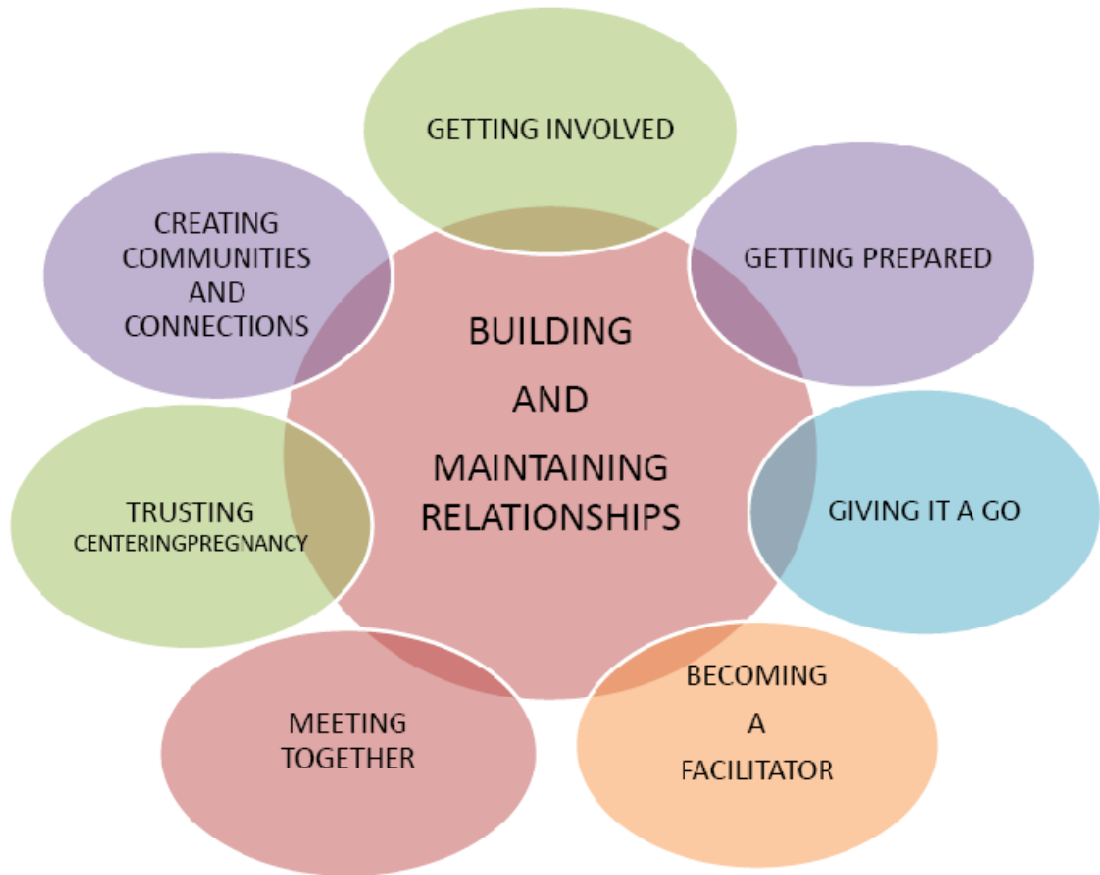 GETTING INVOLVED
GETTING PREPARED
GIVING IT A GO
BECOMING
A
FACILITATOR
MEETING
TOGETHER
TRUSTING
CENTERINGPREGNANCY
CREATING
COMMUNITIES
AND
CONNECTIONS
BUILDING
AND
MAINTAINING
RELATIONSHIPS